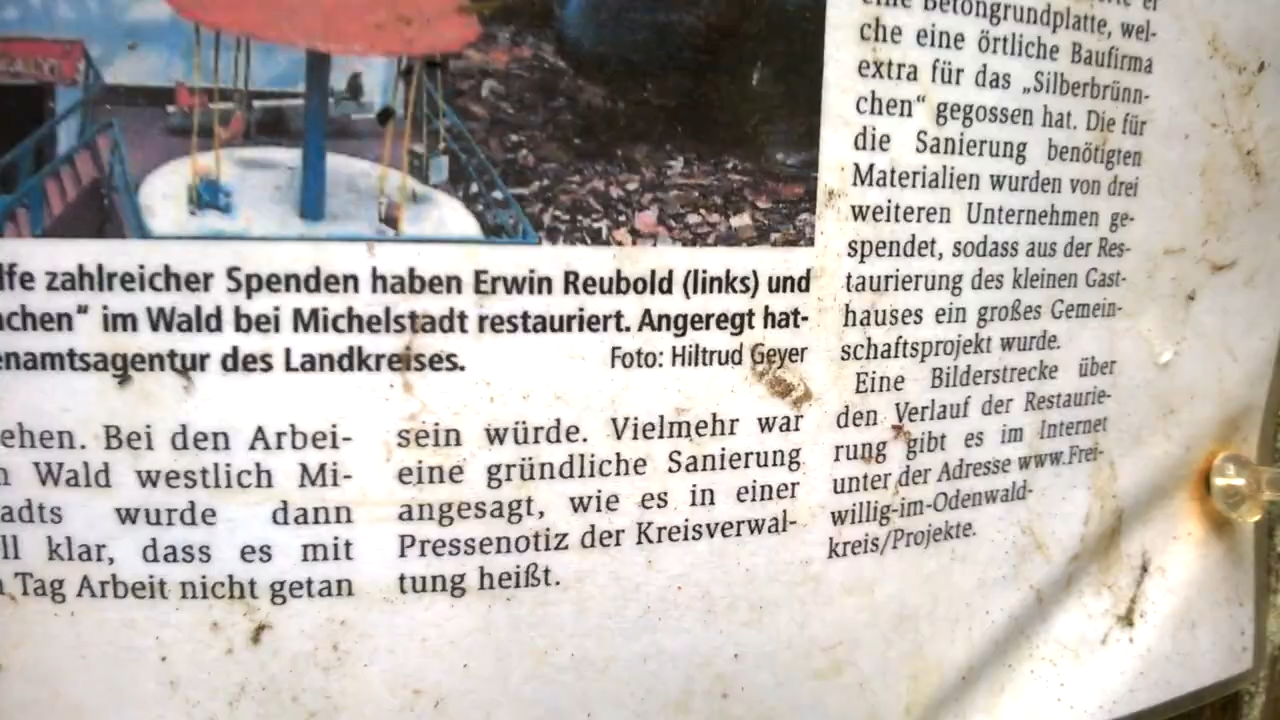 lfe zahlreicher Spenden haben Erwin Reubold (links) und
chen" im Wald bei Michelstadt restauriert. Angeregt hat-
enamtsagentur des Landkreises.
Foto: Hiltrud Geyer
ehen. Bei den Arbei-
n Wald westlich Mi-
adts wurde dann
ll klar, dass es mit
n Tag Arbeit nicht getan
sein würde. Vielmehr war
eine gründliche Sanierung
angesagt, wie es in einer
Pressenotiz der Kreisverwal-
tung heißt.
eine Betongrundplatte, wel-
che eine örtliche Baufirma
extra für das „Silberbrünn-
chen“ gegossen hat. Die für
die Sanierung benötigten
Materialien wurden von drei
weiteren Unternehmen ge-
spendet, sodass aus der Res-
taurierung des kleinen Gast-
hauses ein großes Gemein-
schaftsprojekt wurde.
Eine Bilderstrecke über
den Verlauf der Restaurie-
rung gibt es im Internet
unter der Adresse www.Frei-
willig-im-Odenwald-
kreis/Projekte.